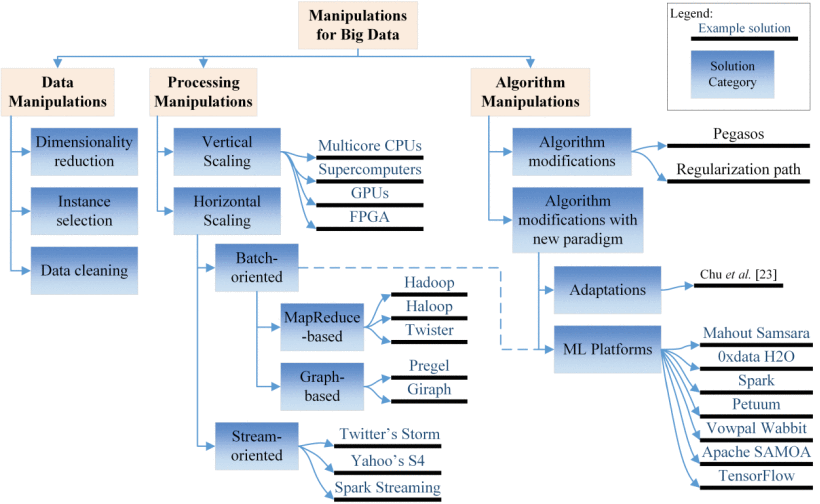 Manipulations
for Big Data
Legend:
Example solution
Solution
Category
Data
Manipulations
Processing
Manipulations
Algorithm
Manipulations
Dimensionality
reduction
Instance
selection
Data cleaning
Vertical
Scaling
Multicore CPUs
Supercomputers
GPUs
FPGA
Horizontal
Scaling
Batch-
oriented
MapReduce
-based
Hadoop
Haloop
Twister
Graph-
based
Pregel
Giraph
Stream-
oriented
Twitter's Storm
Yahoo's S4
Spark Streaming
Algorithm
modifications
Pegasos
Regularization path
Algorithm
modifications with
new paradigm
Adaptations
Chu et al. [23]
ML Platforms
Mahout Samsara
0xdata H2O
Spark
Petuum
Vowpal Wabbit
Apache SAMOA
TensorFlow